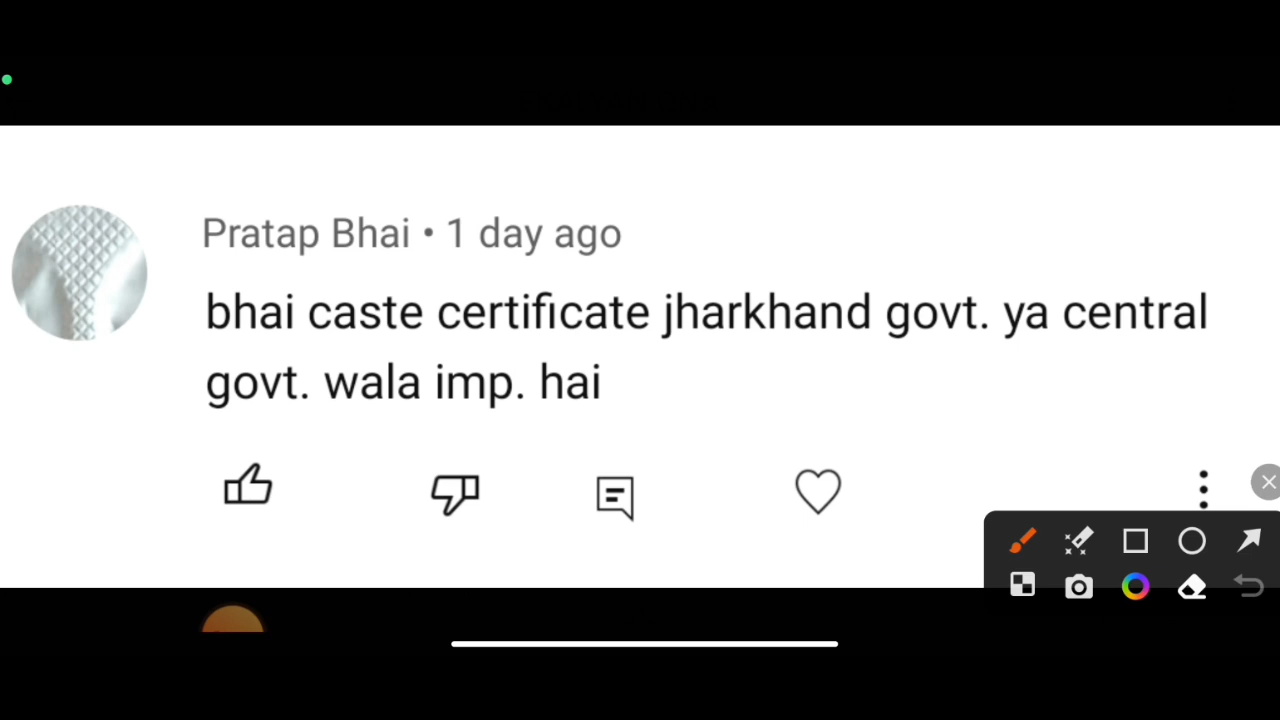 Pratap Bhai • 1 day ago
bhai caste certificate jharkhand govt. ya central
govt. wala imp. hai